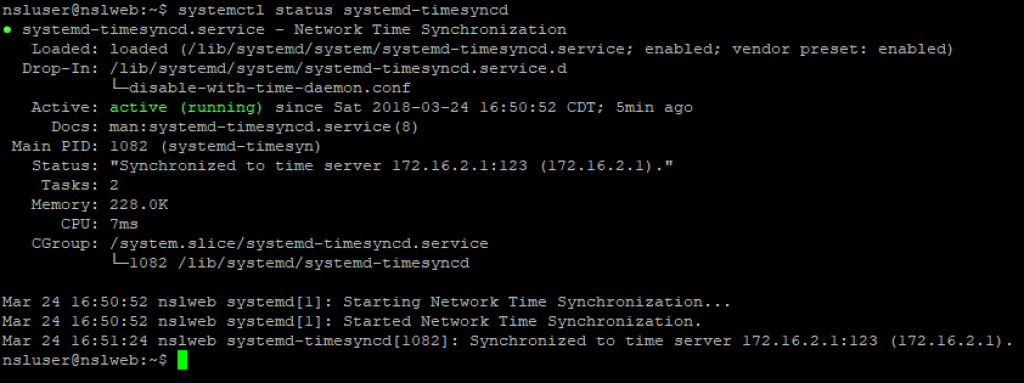 nsluser@nslweb:~$ systemctl status systemd-timesyncd
● systemd-timesyncd.service - Network Time Synchronization
   Loaded: loaded (/lib/systemd/system/systemd-timesyncd.service; enabled; vendor preset: enabled)
  Drop-In: /lib/systemd/system/systemd-timesyncd.service.d
           └─disable-with-time-daemon.conf
   Active: active (running) since Sat 2018-03-24 16:50:52 CDT; 5min ago
     Docs: man:systemd-timesyncd.service(8)
 Main PID: 1082 (systemd-timesyn)
   Status: "Synchronized to time server 172.16.2.1:123 (172.16.2.1)."
    Tasks: 2
   Memory: 228.0K
      CPU: 7ms
   CGroup: /system.slice/systemd-timesyncd.service
           └─1082 /lib/systemd/systemd-timesyncd

Mar 24 16:50:52 nslweb systemd[1]: Starting Network Time Synchronization...
Mar 24 16:50:52 nslweb systemd[1]: Started Network Time Synchronization.
Mar 24 16:51:24 nslweb systemd-timesyncd[1082]: Synchronized to time server 172.16.2.1:123 (172.16.2.1).
nsluser@nslweb:~$